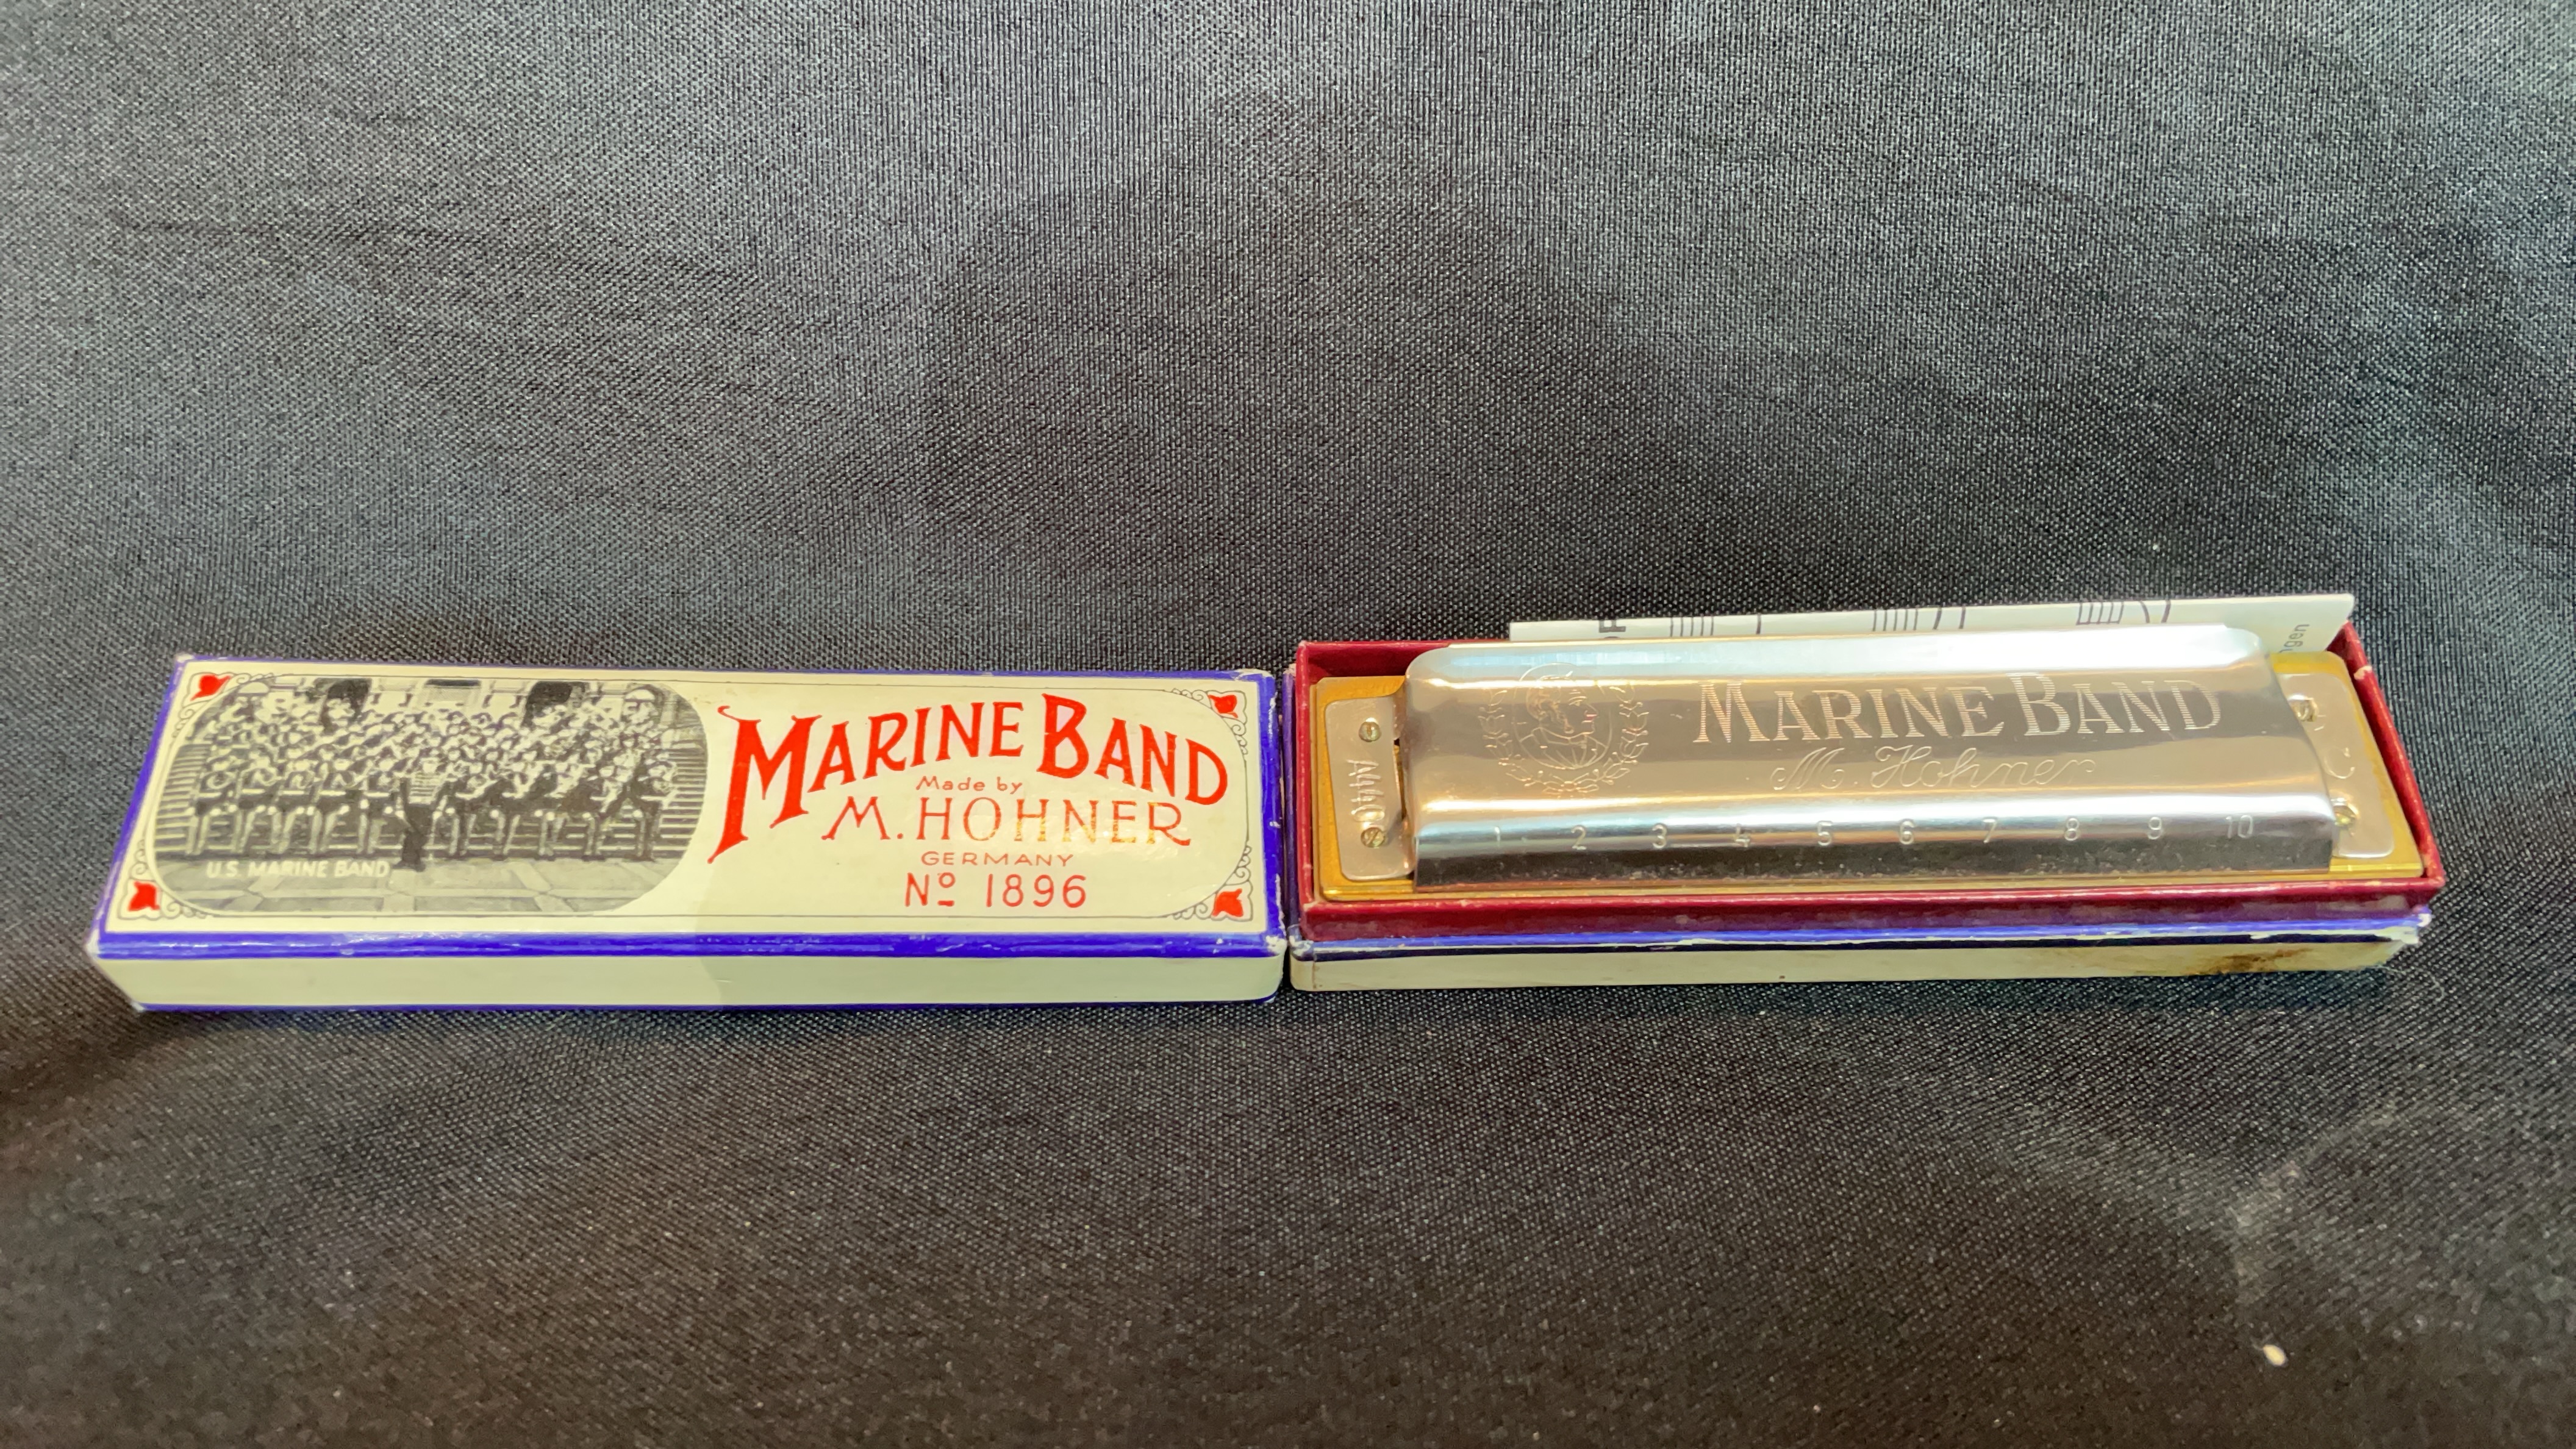 U.S. MARINE BAND
MARINE BAND
Made by
M. HOHNER
GERMANY
Nº 1896
MARINE BAND
M. Hohner
1 2 3 4 5 6 7 8 9 10
C